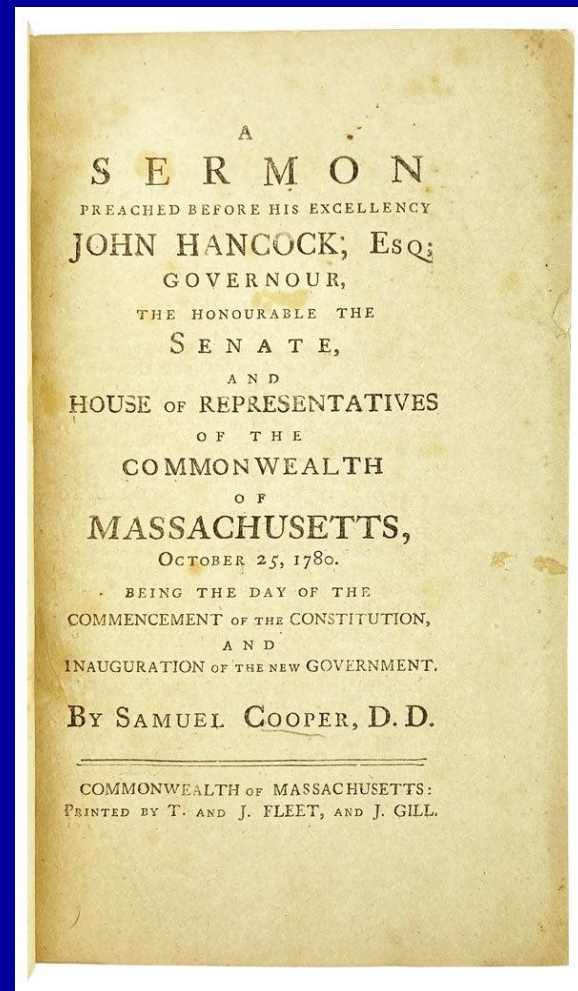 A
SERMON
PREACHED BEFORE HIS EXCELLENCY
JOHN HANCOCK, Esq;
GOVERNOUR,
THE HONOURABLE THE
SENATE,
AND
HOUSE OF REPRESENTATIVES
OF THE
COMMONWEALTH
OF
MASSACHUSETTS,
OCTOBER 25, 1780.
BEING THE DAY OF THE
COMMENCEMENT OF THE CONSTITUTION,
AND
INAUGURATION OF THE NEW GOVERNMENT.
BY SAMUEL COOPER, D.D.
COMMONWEALTH OF MASSACHUSETTS:
PRINTED BY T. AND J. FLEET, AND J. GILL.